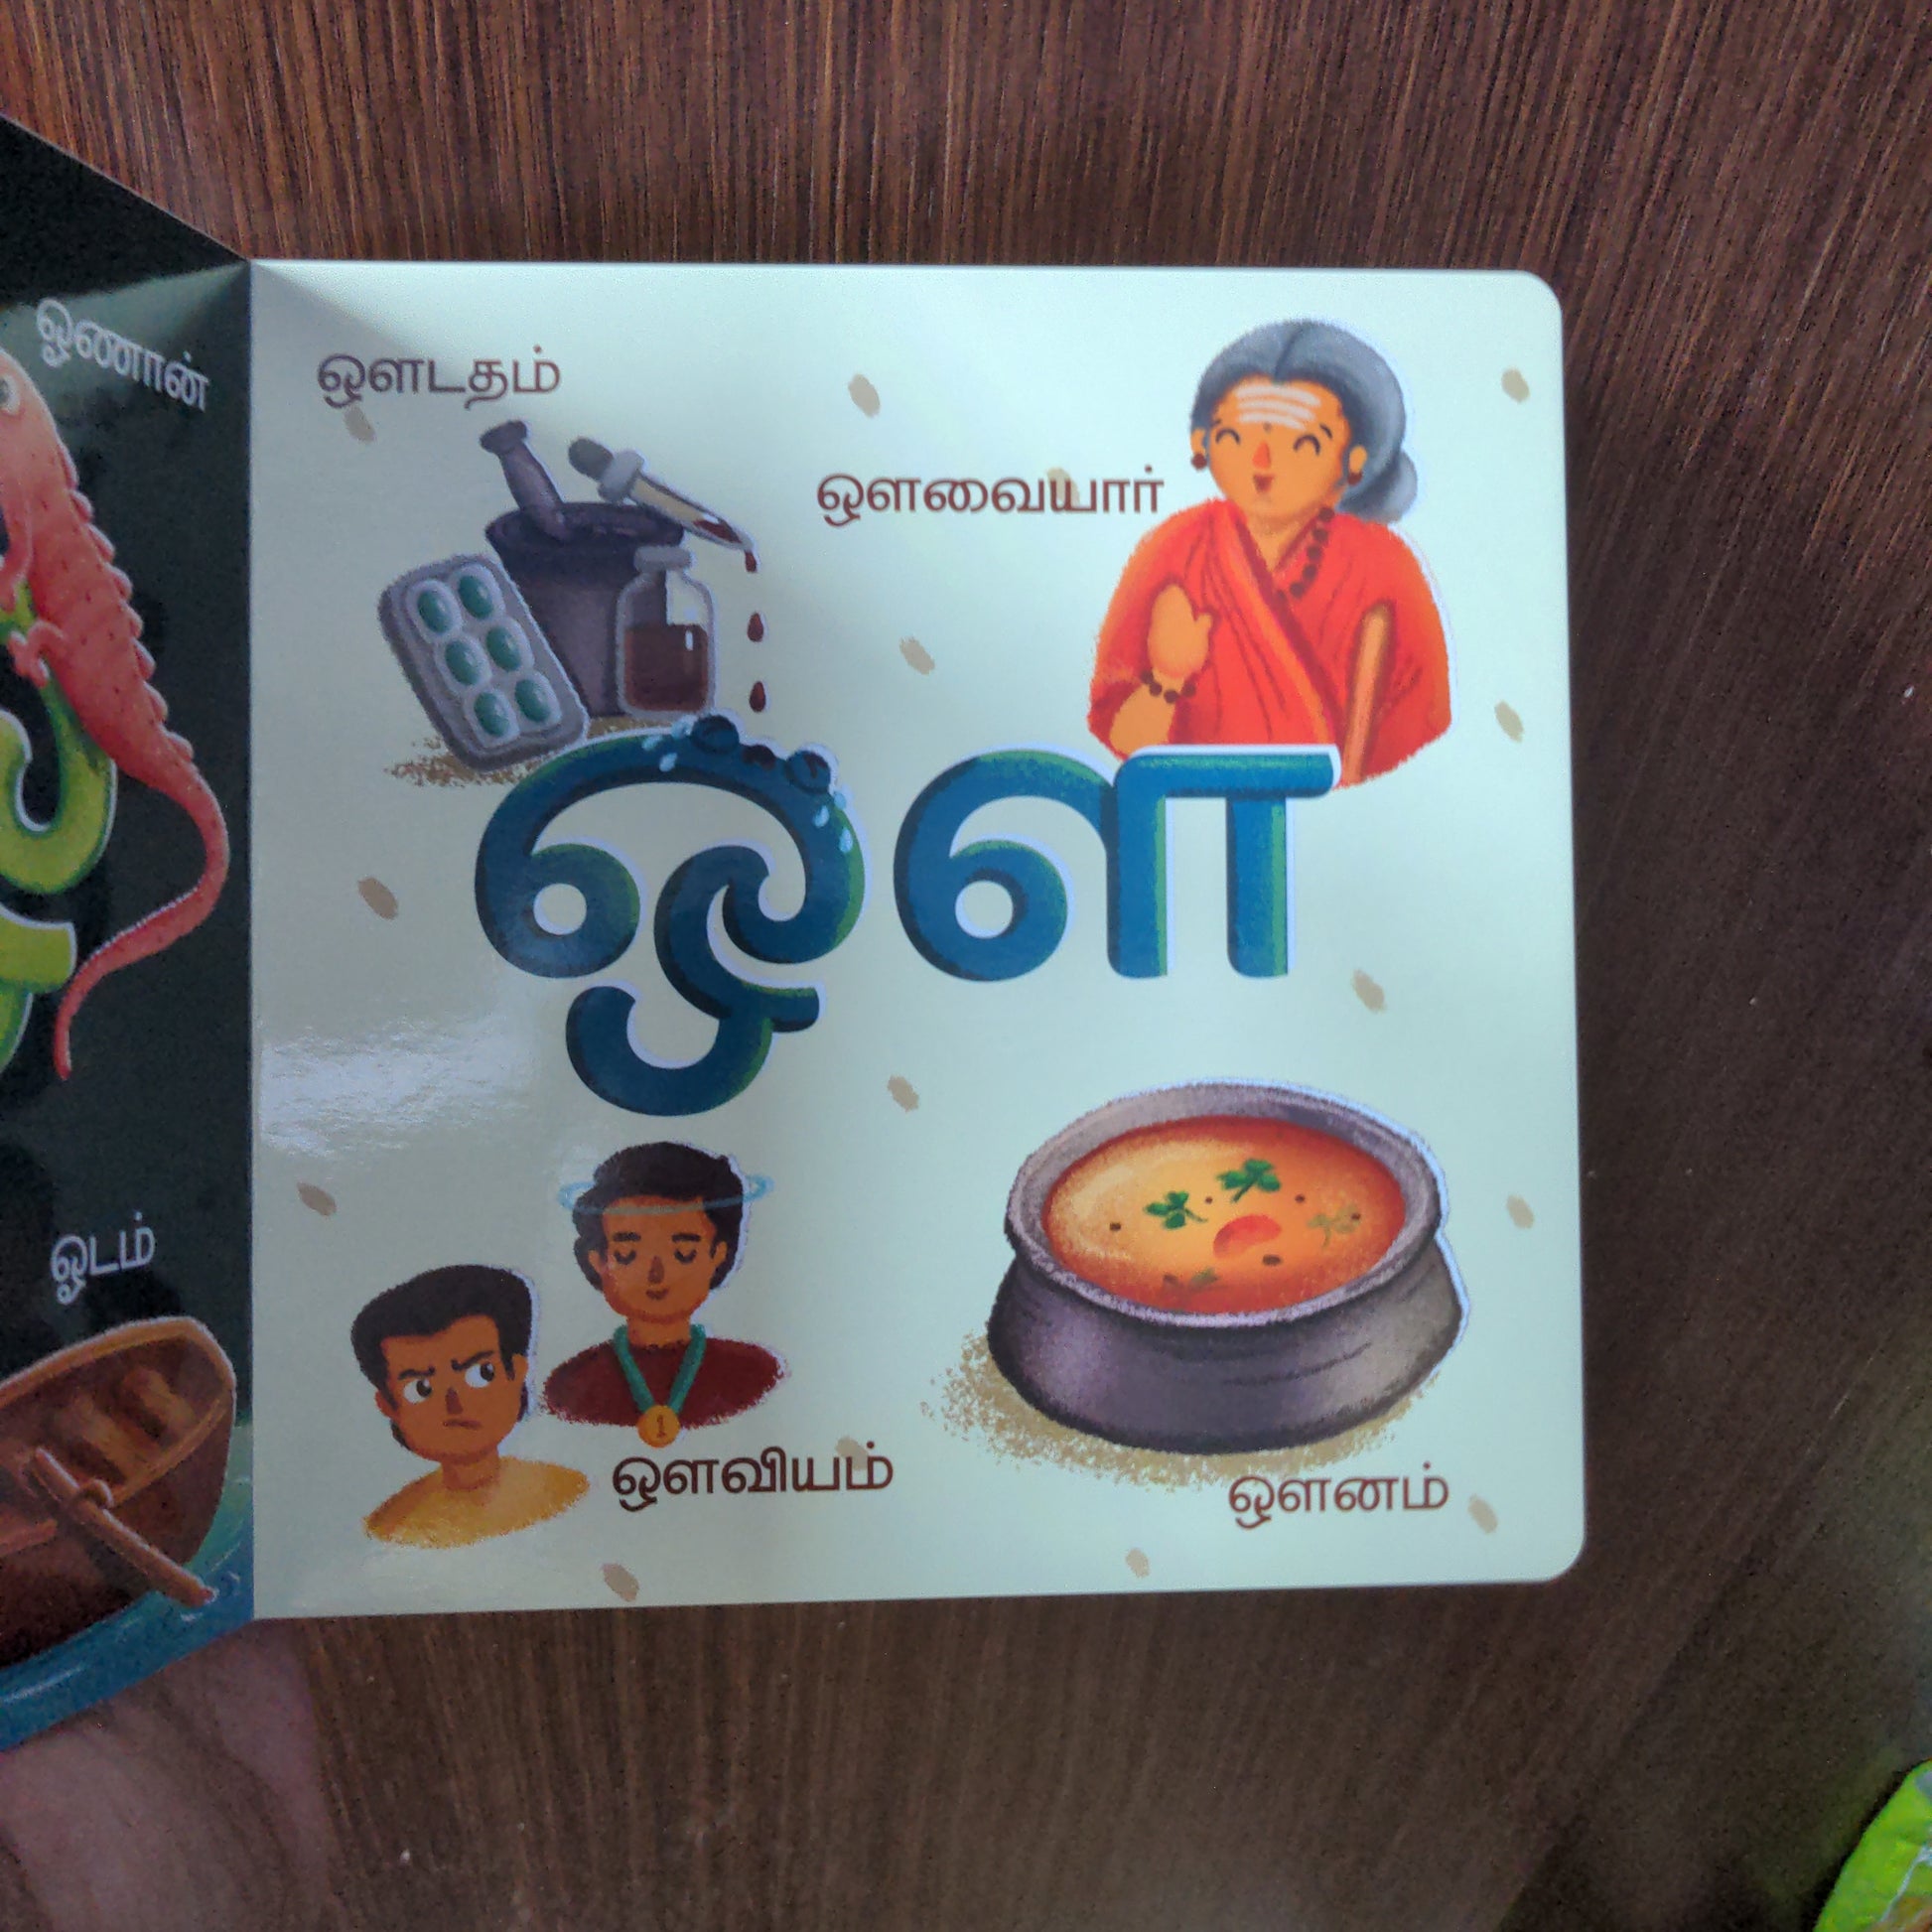 ஓணான்
ஓடம்
ஔடதம்
ஔவையார்
ஔ
ஔவியம்
ஔனம்